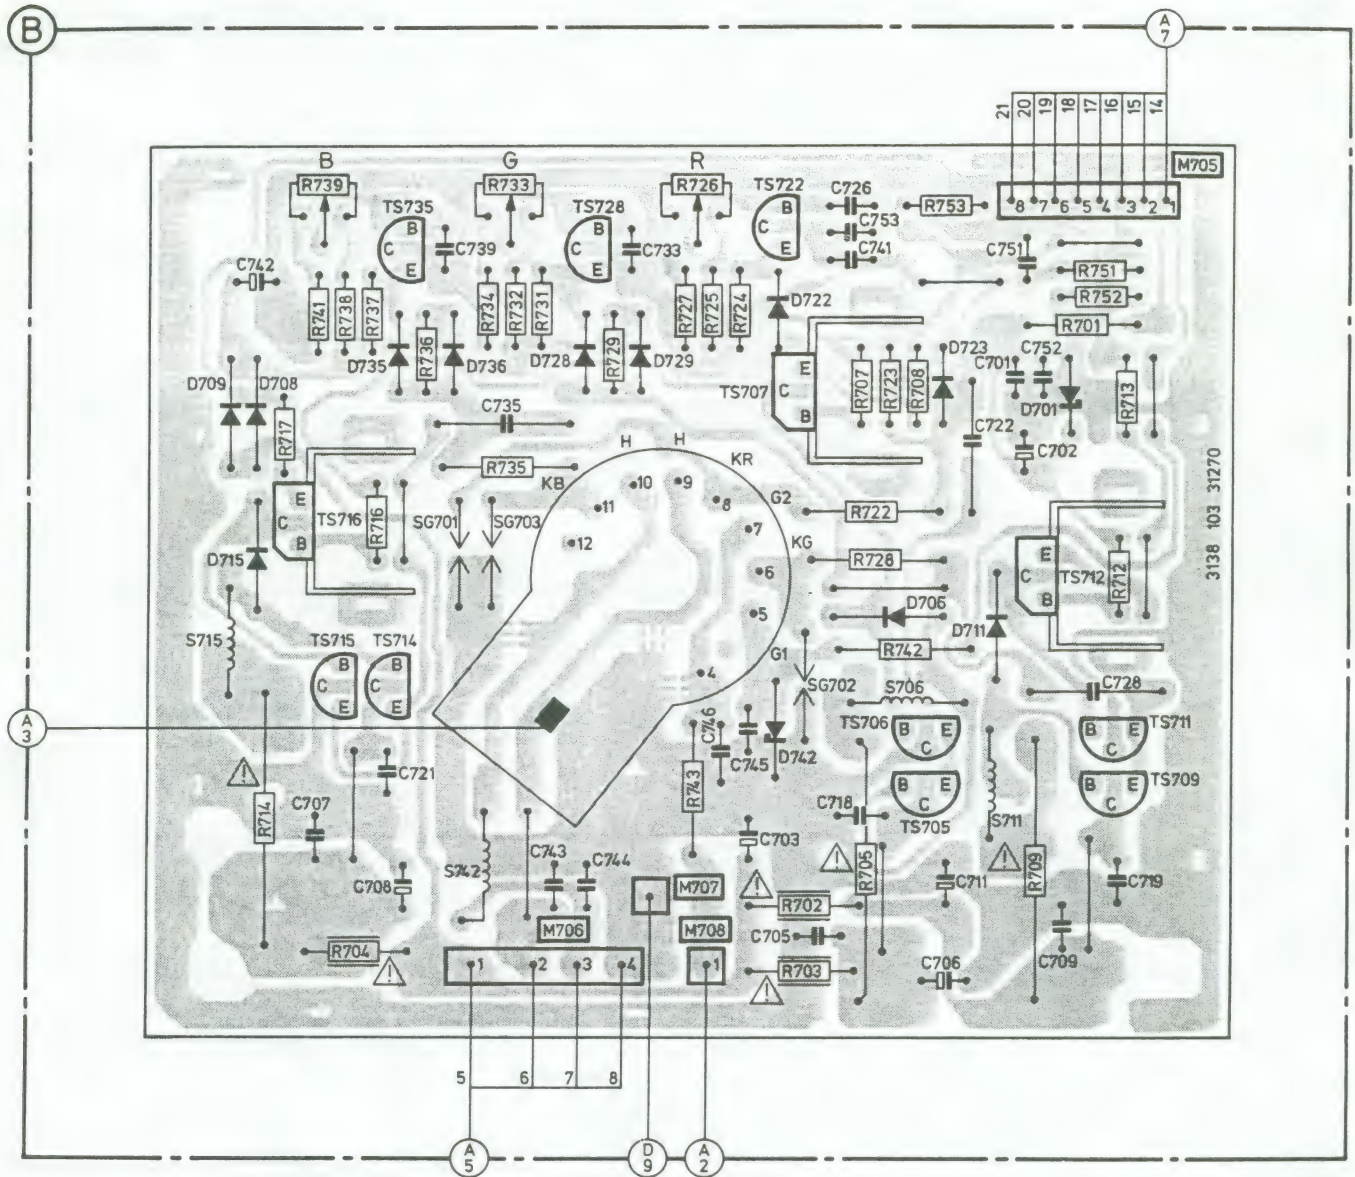 B
A
7
21 20 19 18 17 16 15 14
M705
8 7 6 5 4 3 2 1
B G R
R739 R733 R726 TS722
TS735 TS728
B C E
B C E
B C E
C739 C733
C726
C753
C741
R753
C742
C751
R751
R752
R701
R741 R738 R737
R734 R732 R731
R727 R725 R724
D722
D735 R736 D736
D728 R729 D729
TS707
E C B
R707 R723 R708 D723
C701 C752
D701 R713
D709 D708
R717
C735
C722
C702
R735
H H
KB KR
10 9
11 8
G2
12 7
KG
6
5
G1
4
SG701 SG703
E C B
TS716 R716
D715
R722
R728
D706
D711
E C B
TS712 R712
3138 103 31270
S715
TS715 TS714
B C E
B C E
R742
SG702
S706
C728
TS706
B E C
TS711
B E C
A
3
C746
C745
D742
R743
TS705
B E C
TS709
B E C
S711
C721
R714
C707
C718
C703
R705
R709
C708
S742
C743 C744
M707
R702
C711
C719
M706
M708
C705
C709
R704
1 2 3 4
1
R703
C706
5 6 7 8
A
5
D
9
A
2